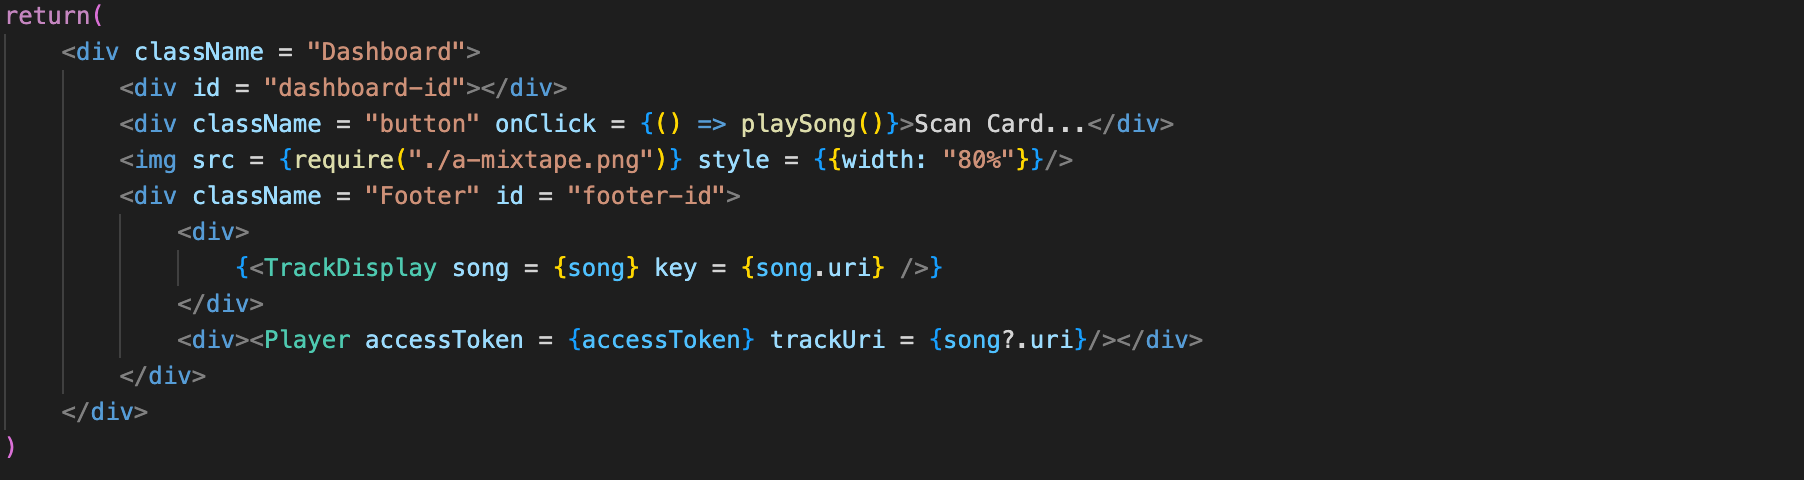 return(
    <div className = "Dashboard">
        <div id = "dashboard-id"></div>
        <div className = "button" onClick = {() => playSong()}>Scan Card...</div>
        <img src = {require("./a-mixtape.png")} style = {{width: "80%"}}/>
        <div className = "Footer" id = "footer-id">
            <div>
                {<TrackDisplay song = {song} key = {song.uri} />}
            </div>
            <div><Player accessToken = {accessToken} trackUri = {song?.uri}/></div>
        </div>
    </div>
)